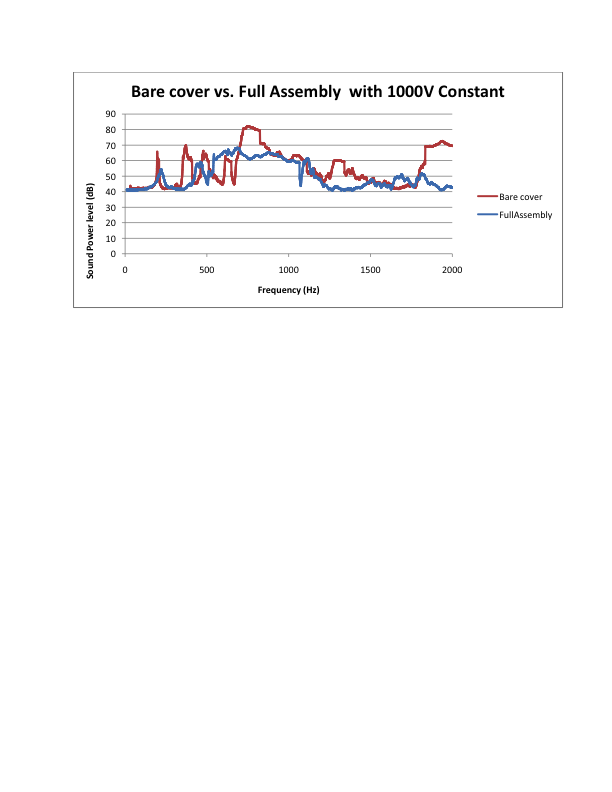 Bare cover vs. Full Assembly with 1000V Constant
90
80
70
60
50
40
30
20
10
0
Sound Power level (dB)
0 500 1000 1500 2000
Frequency (Hz)
Bare cover
FullAssembly